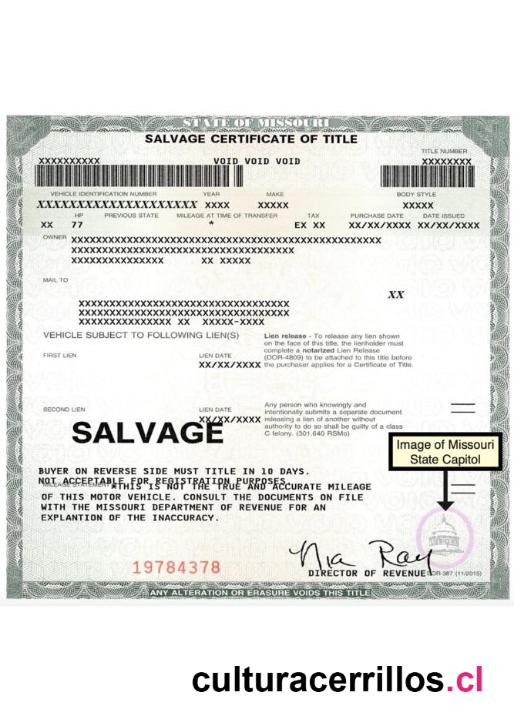 STATE OF MISSOURI
SALVAGE CERTIFICATE OF TITLE
TITLE NUMBER
XXXXXXXXXX VOID VOID VOID XXXXXXXX
VEHICLE IDENTIFICATION NUMBER YEAR MAKE BODY STYLE
XXXXXXXXXXXXXXXXXXXXX XXXX XXXXX XXXXX
HP PREVIOUS STATE MILEAGE AT TIME OF TRANSFER TAX PURCHASE DATE DATE ISSUED
XX 77 * EX XX XX/XX/XXXX XX/XX/XXXX
OWNER
MAIL TO
XX
XXXXXXXXXXXXXXX XX XXXXX-XXXX
VEHICLE SUBJECT TO FOLLOWING LIEN(S)
Lien release - To release any lien shown
on the face of this title, the lienholder must
complete a notarized Lien Release
(DOR-4809) to be attached to this title before
the purchaser applies for a Certificate of Title.
FIRST LIEN LIEN DATE
XX/XX/XXXX
Any person who knowingly and
intentionally submits a separate document
releasing a lien of another without
authority to do so shall be guilty of a class
C felony. (301.640 RSMo)
SECOND LIEN LIEN DATE
XX/XX/XXXX
SALVAGE
Image of Missouri
State Capitol
BUYER ON REVERSE SIDE MUST TITLE IN 10 DAYS.
NOT ACCEPTABLE FOR REGISTRATION PURPOSES
MILEAGE STATEMENT *THIS IS NOT THE TRUE AND ACCURATE MILEAGE
OF THIS MOTOR VEHICLE. CONSULT THE DOCUMENTS ON FILE
WITH THE MISSOURI DEPARTMENT OF REVENUE FOR AN
EXPLANTION OF THE INACCURACY.
Nia Ray
19784378
DIRECTOR OF REVENUE DOR-387 (11/2015)
ANY ALTERATION OR ERASURE VOIDS THIS TITLE
culturacerrillos.cl